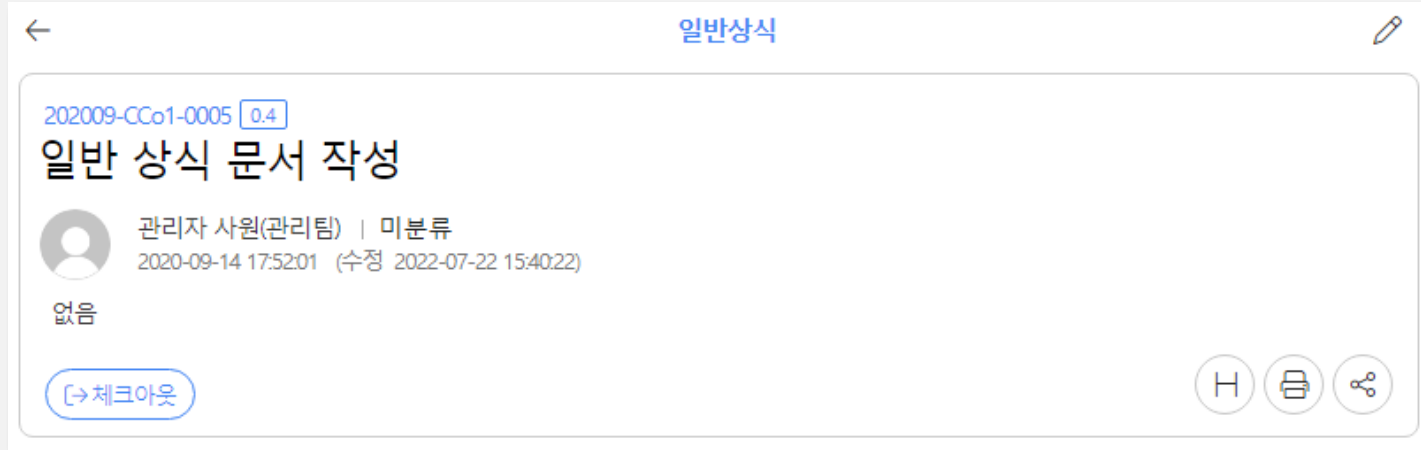 일반상식
202009-CCo1-0005 0.4
일반 상식 문서 작성
관리자 사원(관리팀) | 미분류
2020-09-14 17:52:01 (수정 2022-07-22 15:40:22)
없음
체크아웃 H